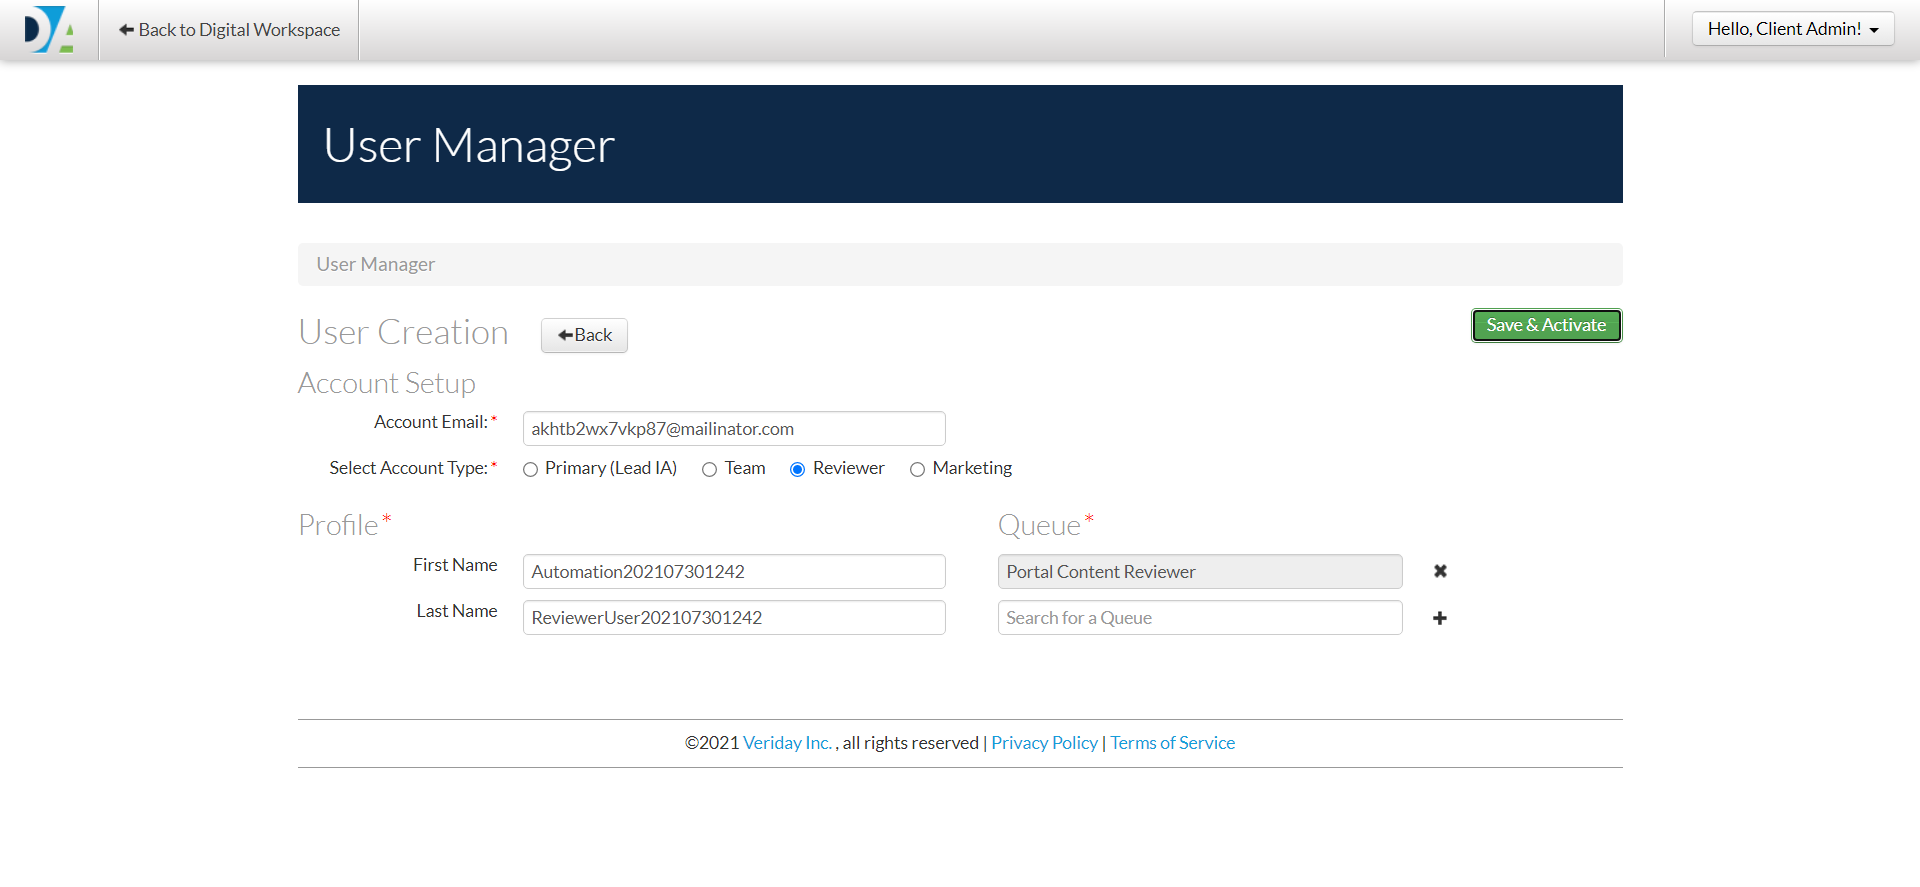 Back to Digital Workspace
Hello, Client Admin!
User Manager
User Manager
User Creation
Back
Save & Activate
Account Setup
Account Email:*
akhtb2wx7vkp87@mailinator.com
Select Account Type:* Primary (Lead IA) Team Reviewer Marketing
Profile* Queue*
First Name Automation202107301242 Portal Content Reviewer
Last Name ReviewerUser202107301242 Search for a Queue
©2021 Veriday Inc. , all rights reserved | Privacy Policy | Terms of Service